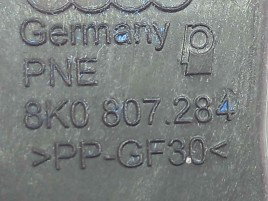 Germany
PNE
8K0 807.284
>PP-GF30<